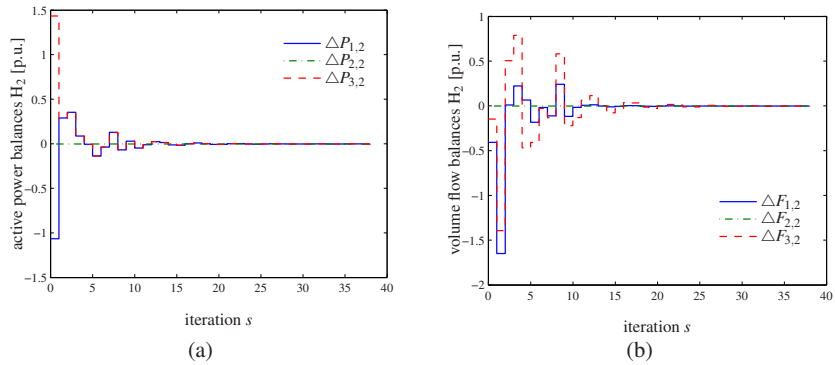 1.5
1
0.5
0
−0.5
−1
−1.5
0 5 10 15 20 25 30 35 40
active power balances H₂ [p.u.]
△P₁,₂
△P₂,₂
△P₃,₂
iteration s
(a)
1
0.5
0
−0.5
−1
−1.5
−2
0 5 10 15 20 25 30 35 40
volume flow balances H₂ [p.u.]
△F₁,₂
△F₂,₂
△F₃,₂
iteration s
(b)